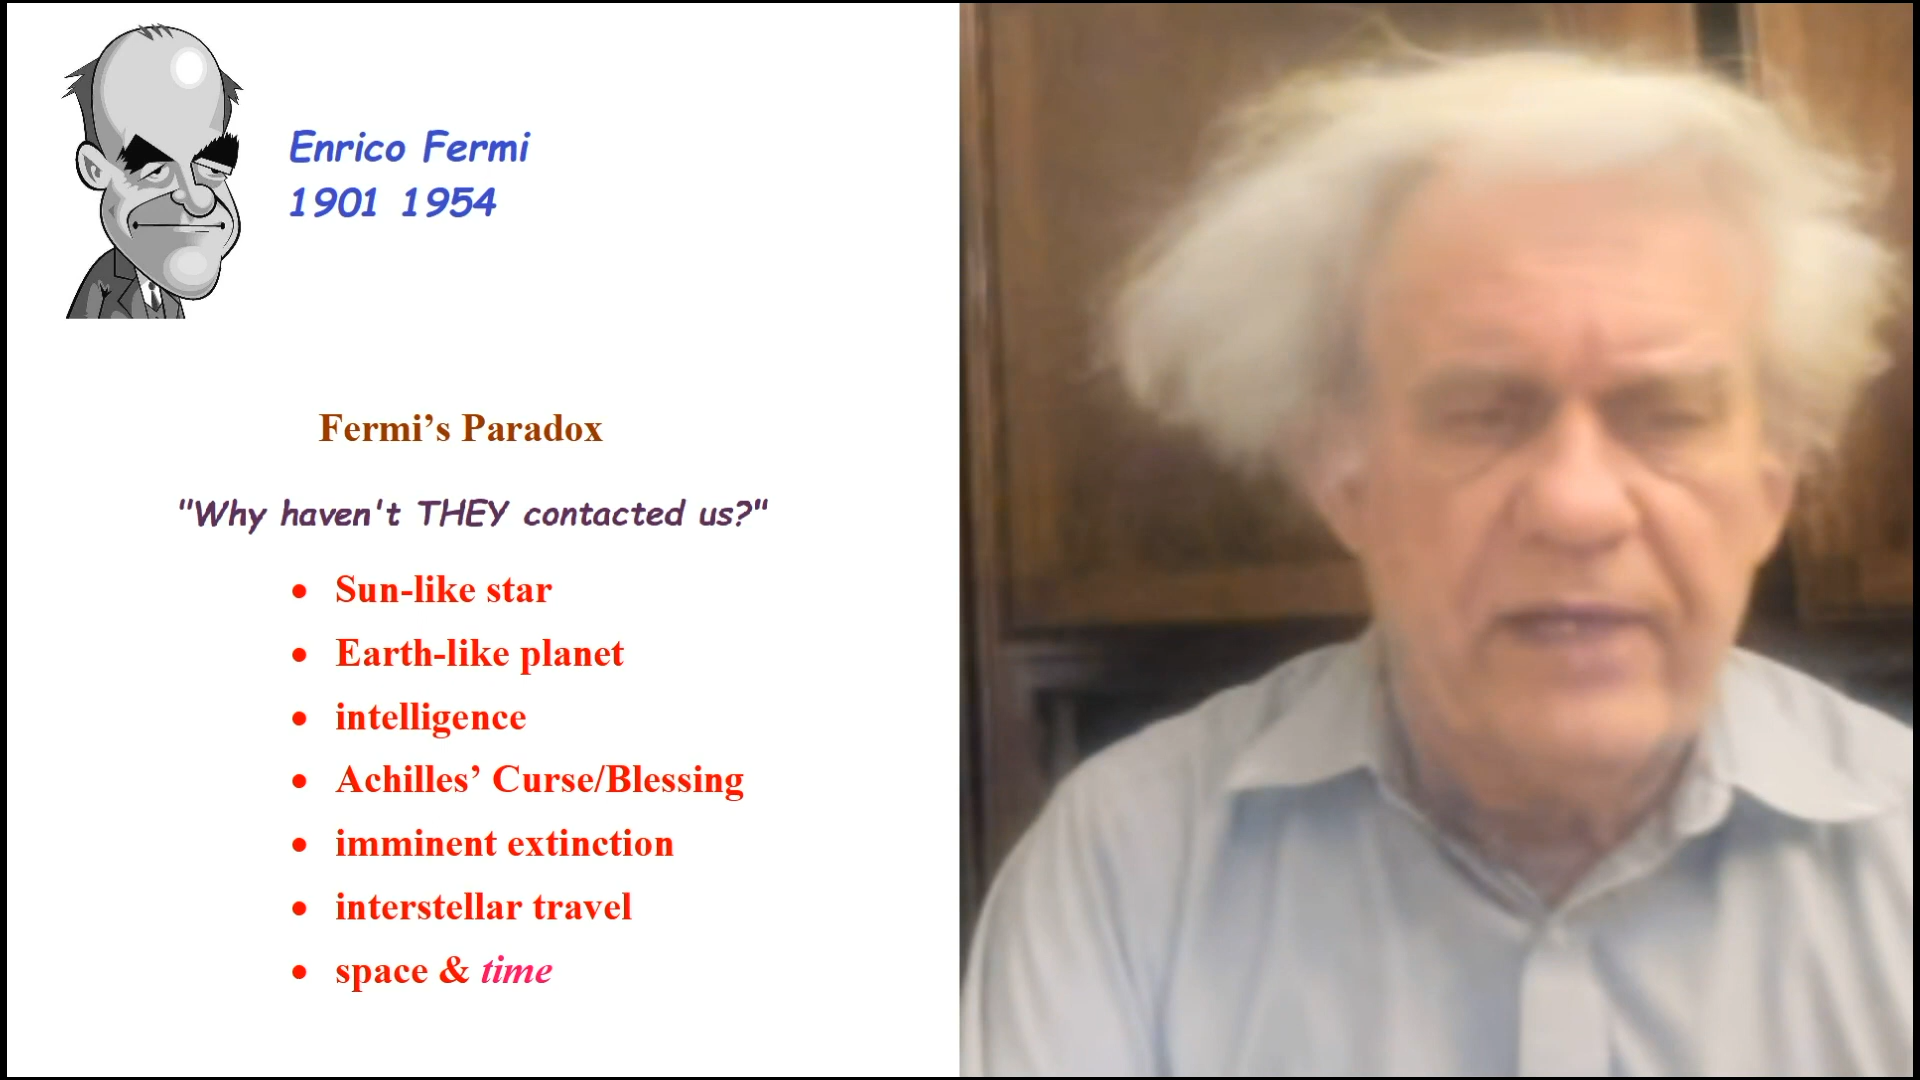 Enrico Fermi
1901 1954
Fermi’s Paradox
"Why haven't THEY contacted us?"
• Sun-like star
• Earth-like planet
• intelligence
• Achilles’ Curse/Blessing
• imminent extinction
• interstellar travel
• space & time